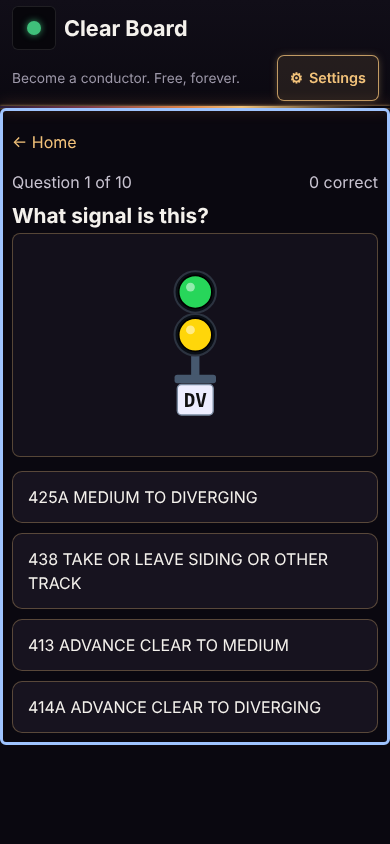 Clear Board
Become a conductor. Free, forever.
⚙ Settings
← Home
Question 1 of 10
0 correct
What signal is this?
DV
425A MEDIUM TO DIVERGING
438 TAKE OR LEAVE SIDING OR OTHER
TRACK
413 ADVANCE CLEAR TO MEDIUM
414A ADVANCE CLEAR TO DIVERGING